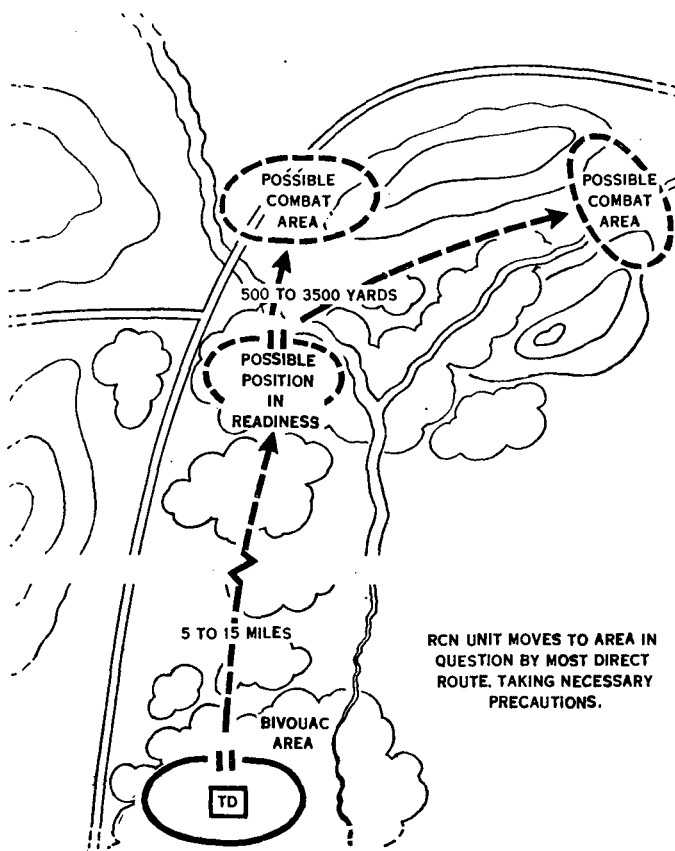 POSSIBLE
COMBAT
AREA
POSSIBLE
COMBAT
AREA
500 TO 3500 YARDS
POSSIBLE
POSITION
IN
READINESS
5 TO 15 MILES
RCN UNIT MOVES TO AREA IN
QUESTION BY MOST DIRECT
ROUTE, TAKING NECESSARY
PRECAUTIONS.
BIVOUAC
AREA
TD